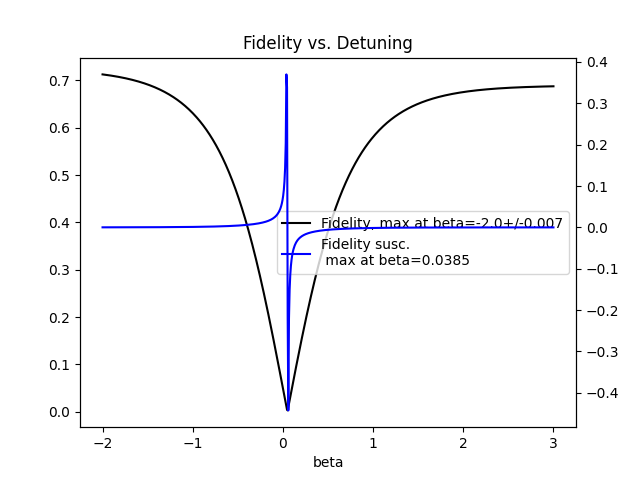 Fidelity vs. Detuning
0.7
0.6
0.5
0.4
0.3
0.2
0.1
0.0
0.4
0.3
0.2
0.1
0.0
−0.1
−0.2
−0.3
−0.4
Fidelity, max at beta=-2.0+/-0.007
Fidelity susc.
max at beta=0.0385
−2 −1 0 1 2 3
beta